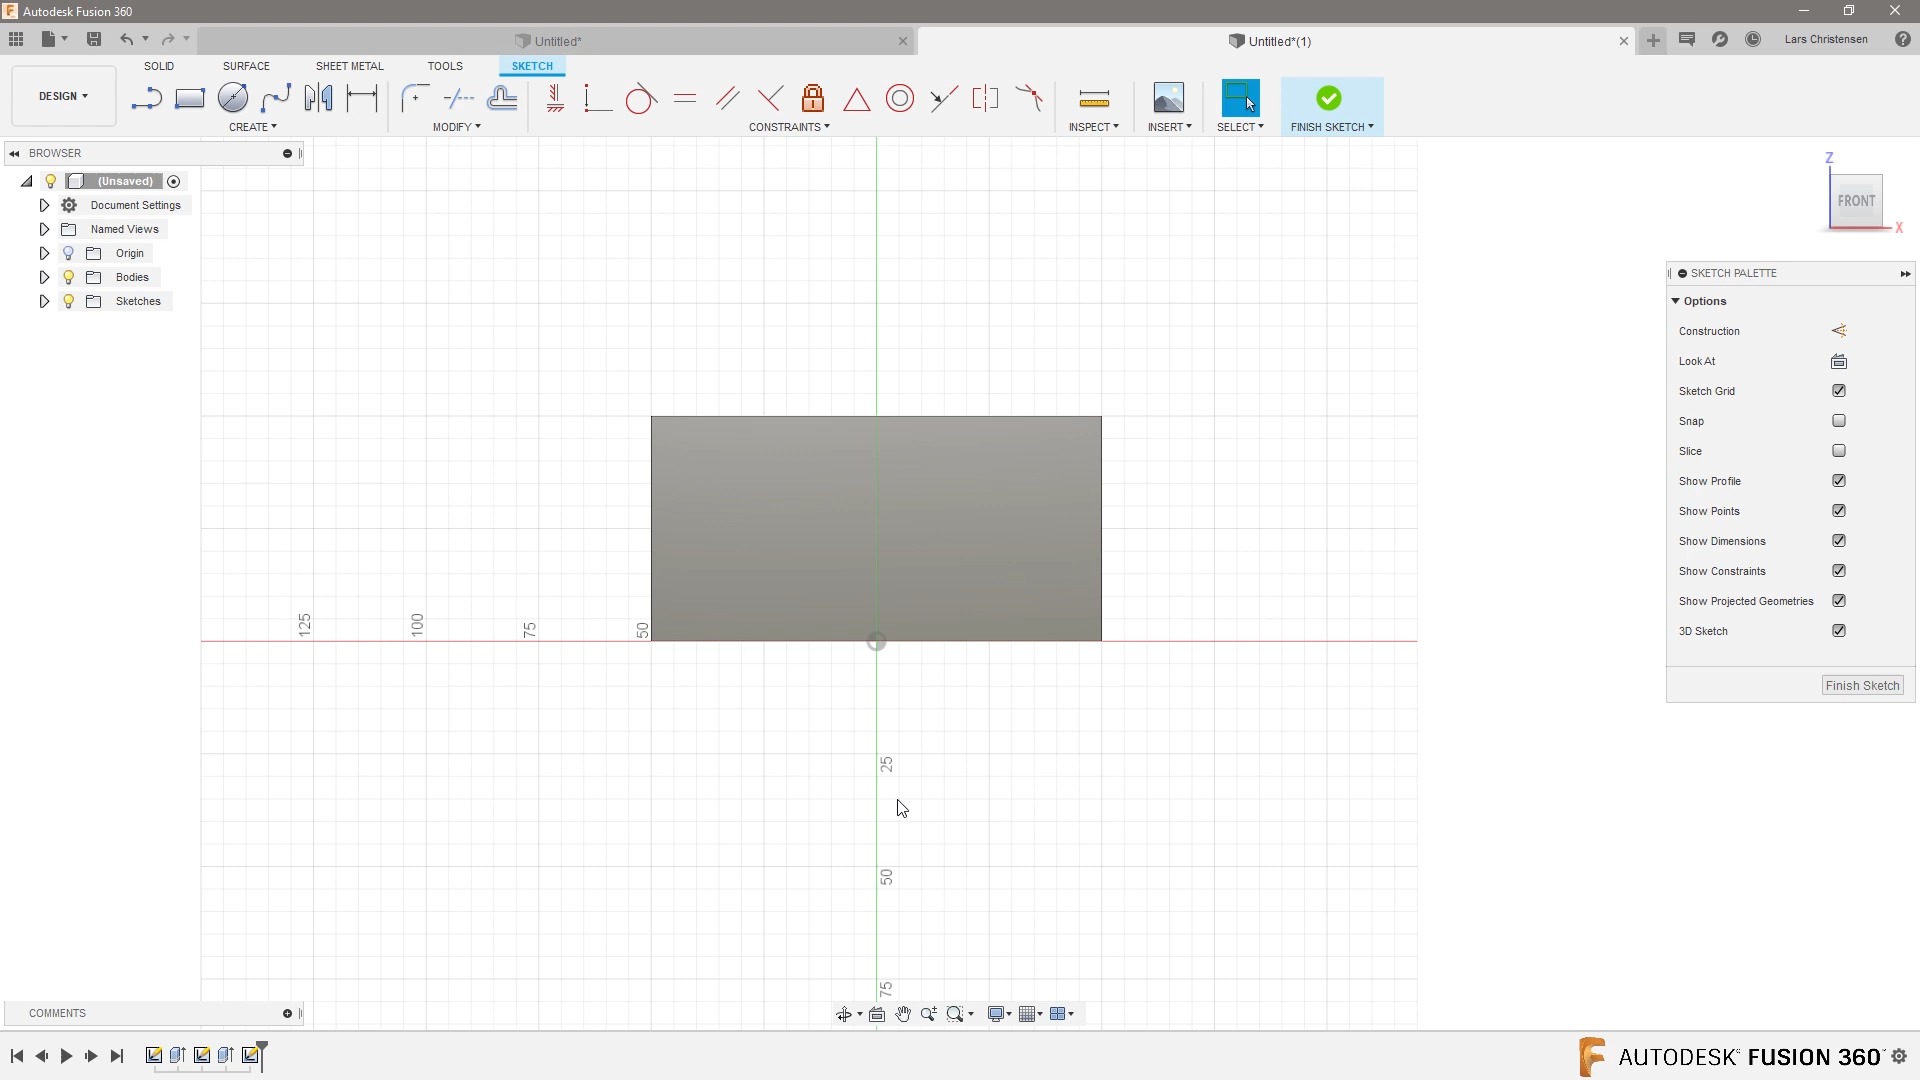 Autodesk Fusion 360
Untitled*
Untitled*(1)
Lars Christensen
SOLID SURFACE SHEET METAL TOOLS SKETCH
DESIGN
CREATE MODIFY CONSTRAINTS INSPECT INSERT SELECT FINISH SKETCH
BROWSER
(Unsaved)
Document Settings
Named Views
Origin
Bodies
Sketches
Z
FRONT
X
SKETCH PALETTE
Options
Construction
Look At
Sketch Grid
Snap
Slice
Show Profile
Show Points
Show Dimensions
Show Constraints
Show Projected Geometries
3D Sketch
Finish Sketch
125 100 75 50
25
50
75
COMMENTS
AUTODESK® FUSION 360™